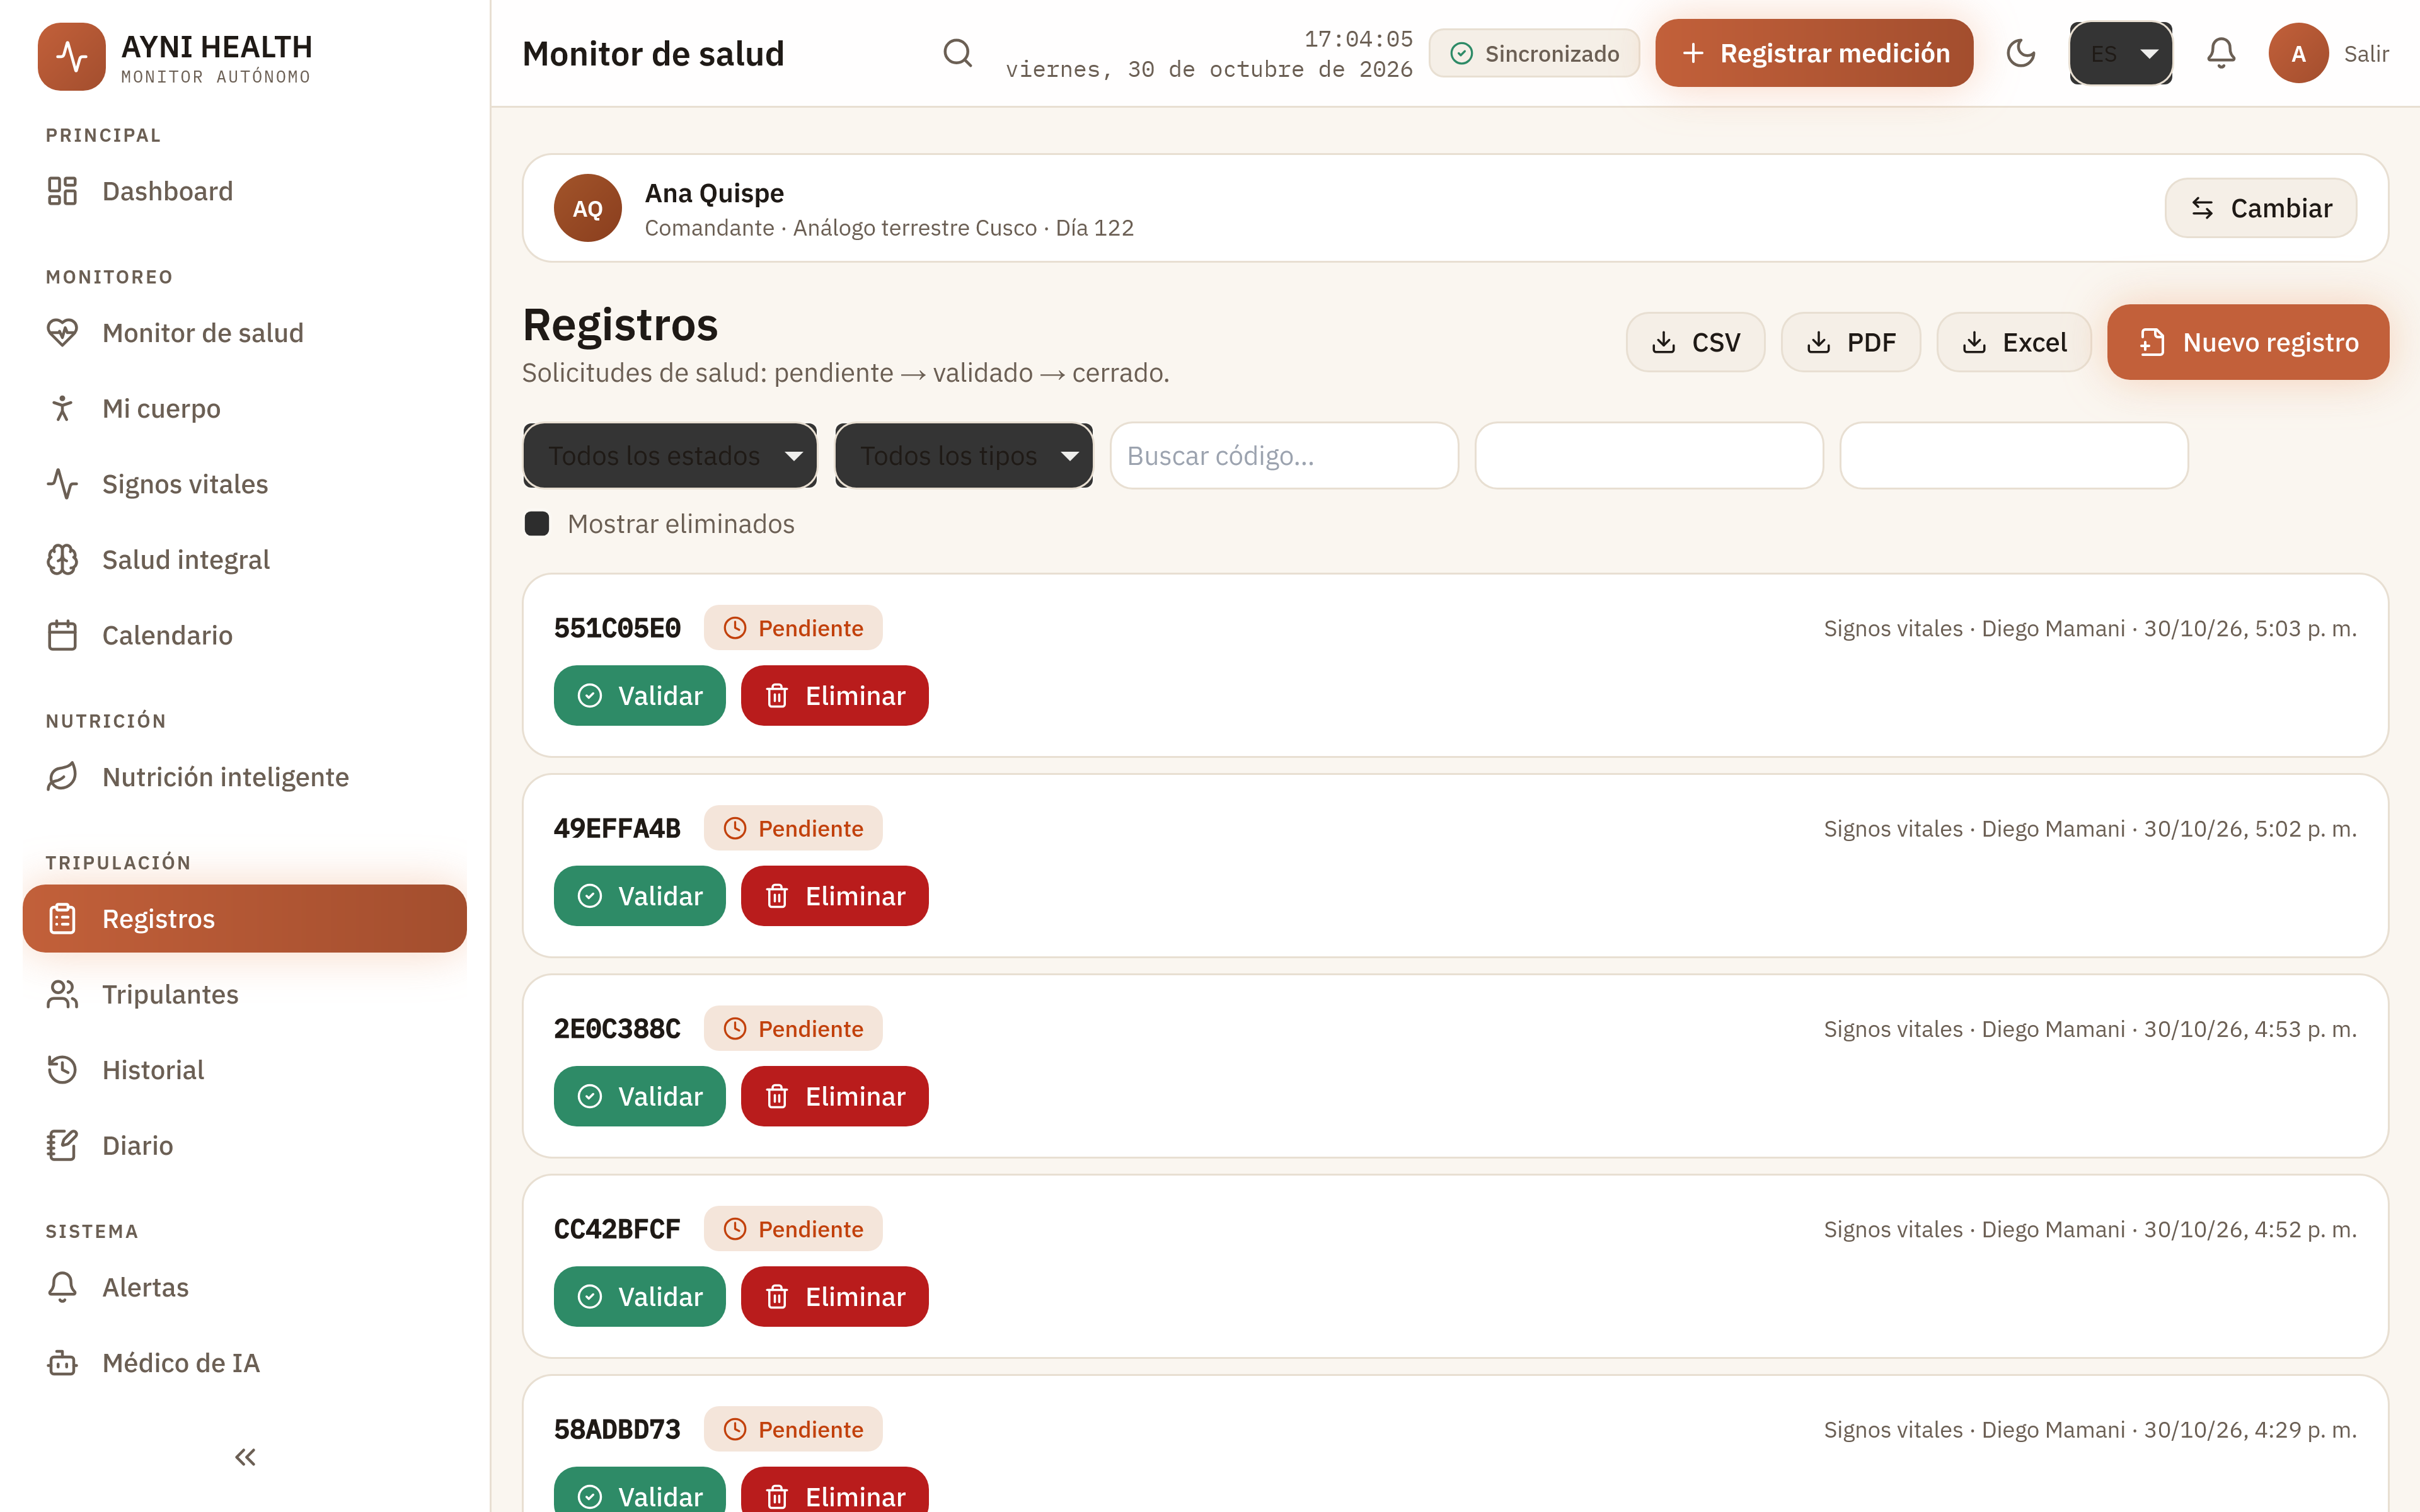 AYNI HEALTH
MONITOR AUTÓNOMO
PRINCIPAL
Dashboard
MONITOREO
Monitor de salud
Mi cuerpo
Signos vitales
Salud integral
Calendario
NUTRICIÓN
Nutrición inteligente
TRIPULACIÓN
Registros
Tripulantes
Historial
Diario
SISTEMA
Alertas
Médico de IA
Monitor de salud
17:04:05
viernes, 30 de octubre de 2026
Sincronizado
Registrar medición
ES
A
Salir
AQ
Ana Quispe
Comandante · Análogo terrestre Cusco · Día 122
Cambiar
Registros
Solicitudes de salud: pendiente → validado → cerrado.
CSV
PDF
Excel
Nuevo registro
Todos los estados
Todos los tipos
Buscar código...
Mostrar eliminados
551C05E0 Pendiente
Signos vitales · Diego Mamani · 30/10/26, 5:03 p. m.
Validar
Eliminar
49EFFA4B Pendiente
Signos vitales · Diego Mamani · 30/10/26, 5:02 p. m.
Validar
Eliminar
2E0C388C Pendiente
Signos vitales · Diego Mamani · 30/10/26, 4:53 p. m.
Validar
Eliminar
CC42BFCF Pendiente
Signos vitales · Diego Mamani · 30/10/26, 4:52 p. m.
Validar
Eliminar
58ADBD73 Pendiente
Signos vitales · Diego Mamani · 30/10/26, 4:29 p. m.
Validar
Eliminar